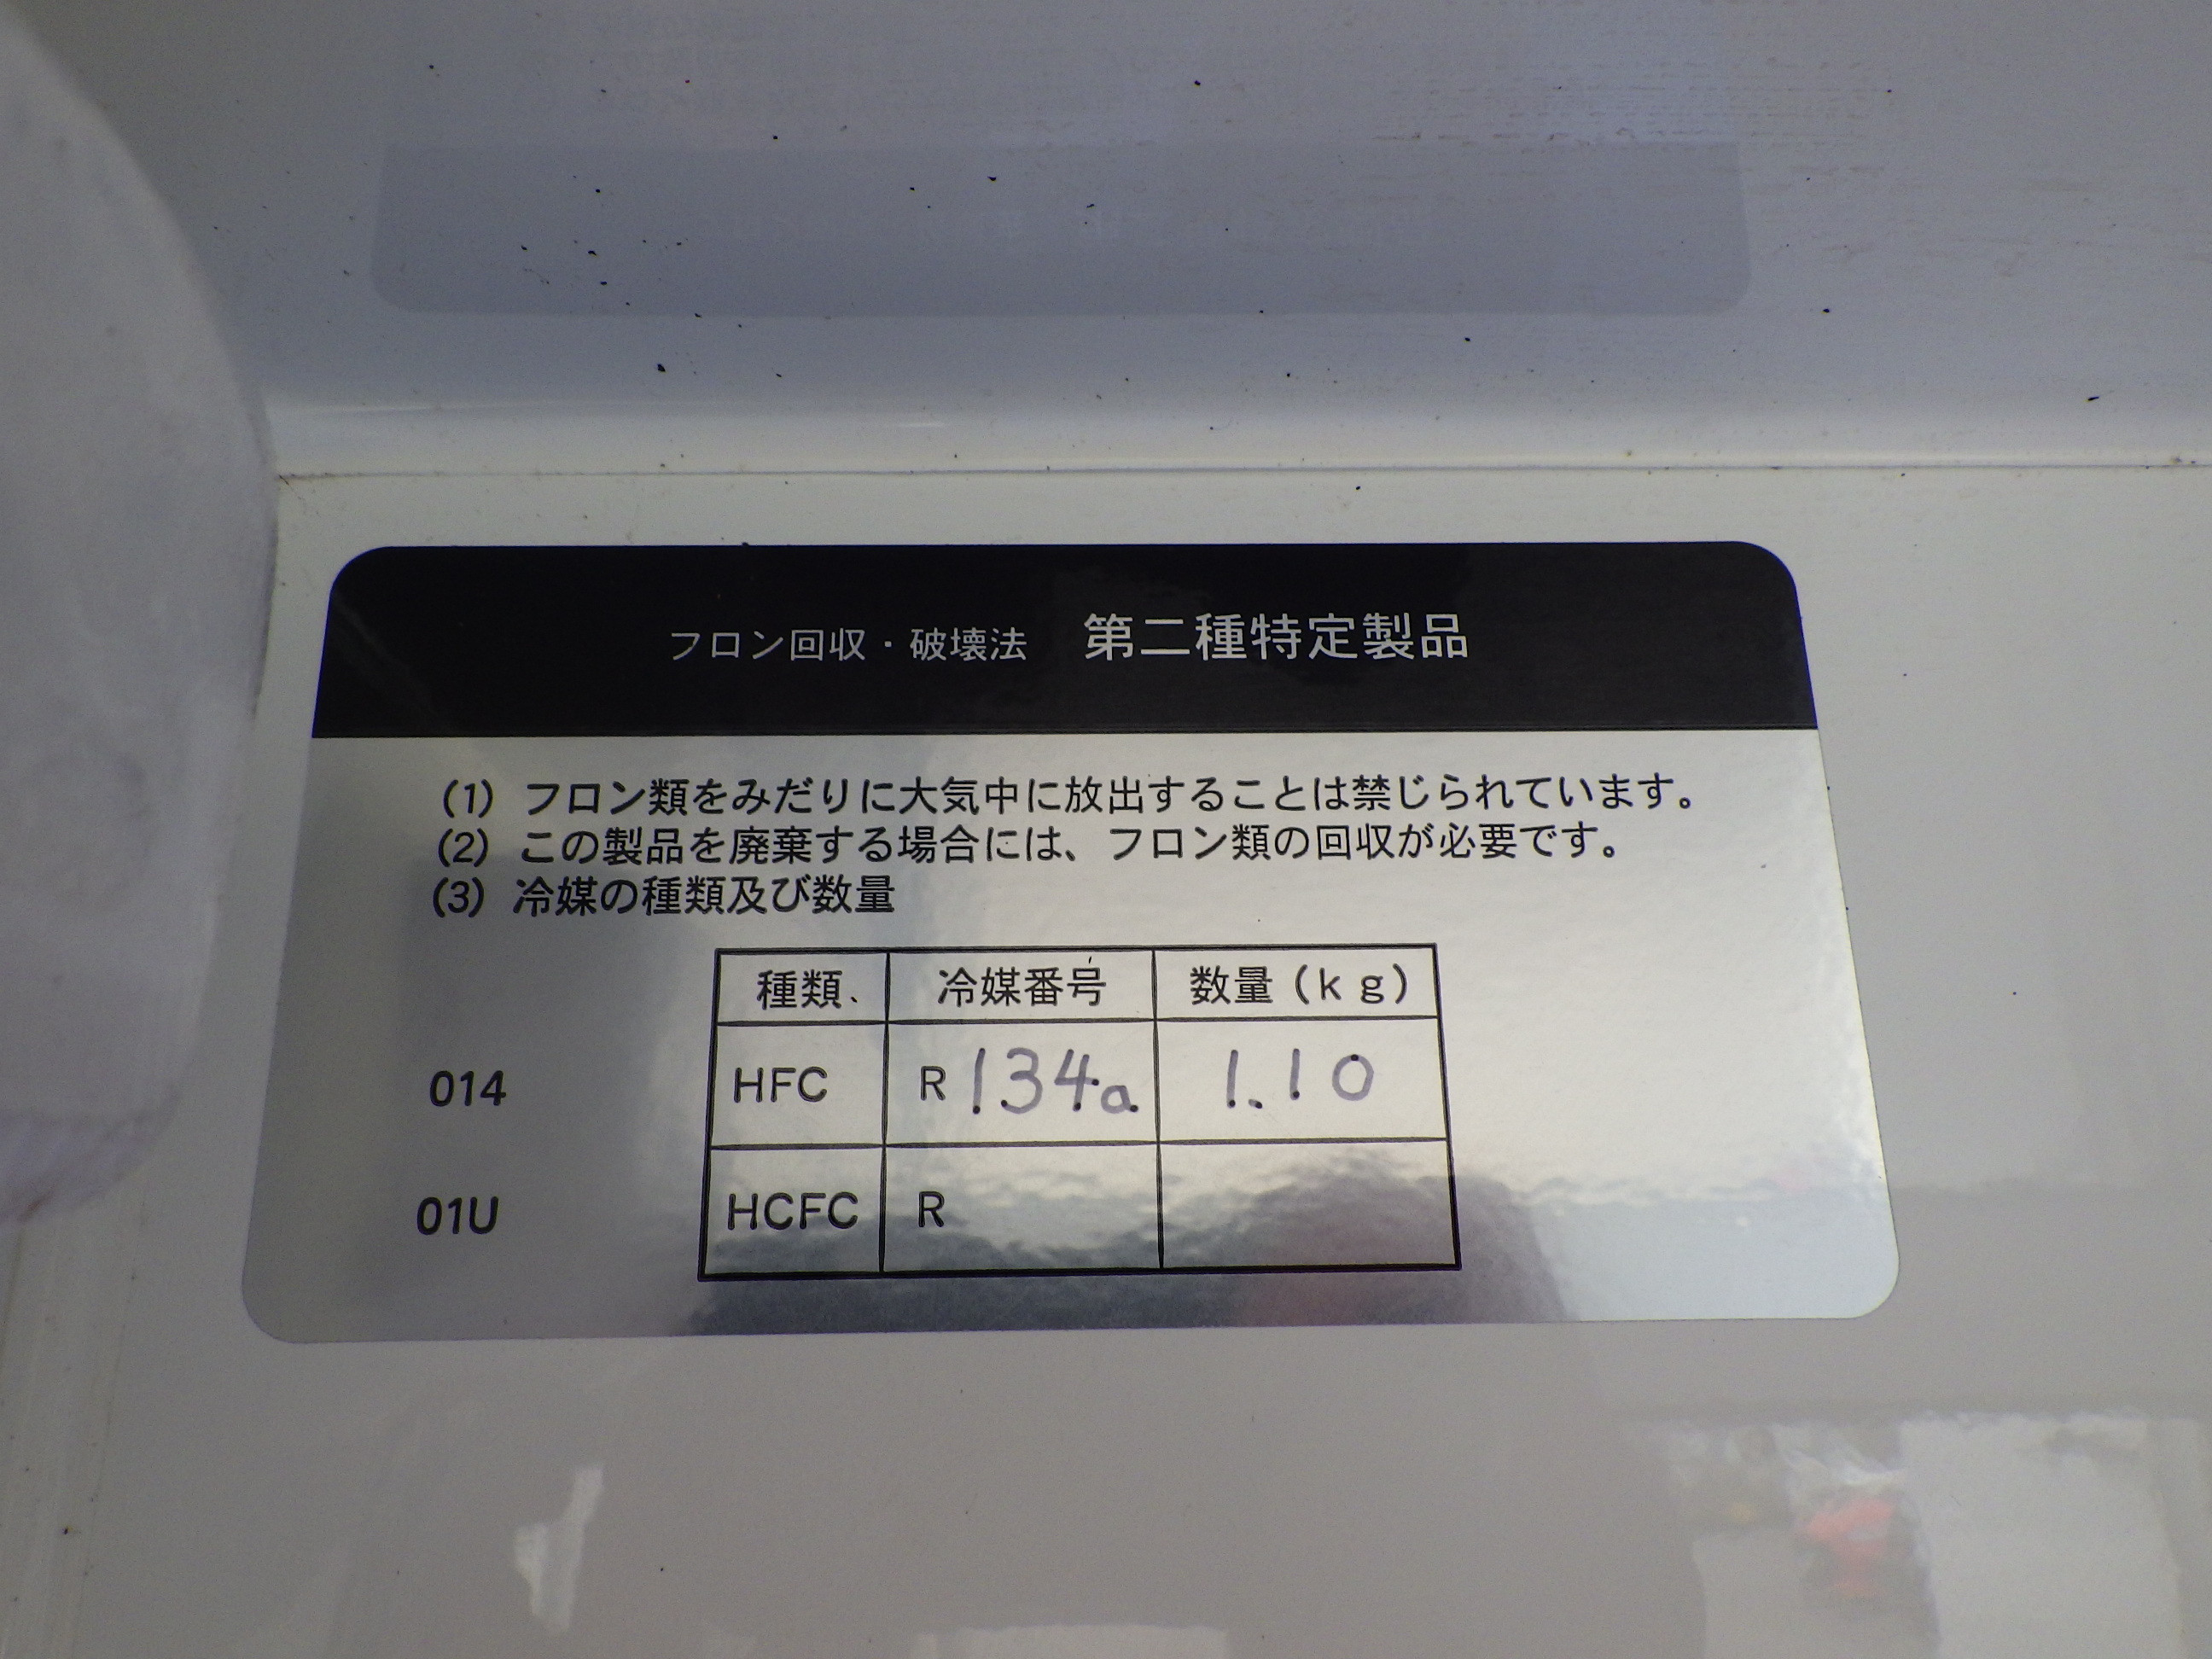 フロン回収・破壊法 第二種特定製品
(1) フロン類をみだりに大気中に放出することは禁じられています。
(2) この製品を廃棄する場合には、フロン類の回収が必要です。
(3) 冷媒の種類及び数量
種類 冷媒番号 数量(kg)
014 HFC R 134a 1.10
01U HCFC R